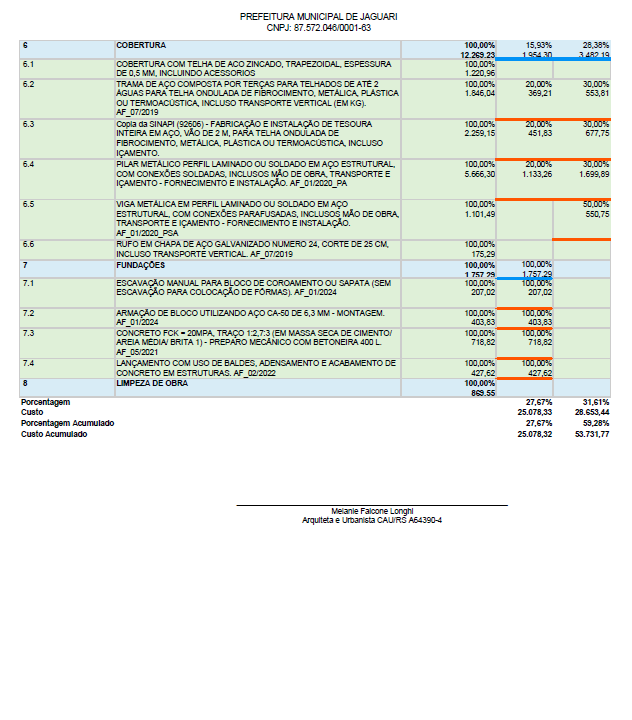 PREFEITURA MUNICIPAL DE JAGUARI
CNPJ: 87.572.046/0001-63
6 COBERTURA 100,00% 15,93% 28,38%
12.269,23 1.954,30 3.482,19
6.1 COBERTURA COM TELHA DE ACO ZINCADO, TRAPEZOIDAL, ESPESSURA 100,00%
DE 0,5 MM, INCLUINDO ACESSORIOS 1.220,96
6.2 TRAMA DE AÇO COMPOSTA POR TERÇAS PARA TELHADOS DE ATÉ 2 100,00% 20,00% 30,00%
ÁGUAS PARA TELHA ONDULADA DE FIBROCIMENTO, METÁLICA, PLÁSTICA 1.846,04 369,21 553,81
OU TERMOACÚSTICA, INCLUSO TRANSPORTE VERTICAL (EM KG).
AF_07/2019
6.3 Copia da SINAPI (92606) - FABRICAÇÃO E INSTALAÇÃO DE TESOURA 100,00% 20,00% 30,00%
INTEIRA EM AÇO, VÃO DE 2 M, PARA TELHA ONDULADA DE 2.259,15 451,83 677,75
FIBROCIMENTO, METÁLICA, PLÁSTICA OU TERMOACÚSTICA, INCLUSO
IÇAMENTO.
6.4 PILAR METÁLICO PERFIL LAMINADO OU SOLDADO EM AÇO ESTRUTURAL, 100,00% 20,00% 30,00%
COM CONEXÕES SOLDADAS, INCLUSOS MÃO DE OBRA, TRANSPORTE E 5.666,30 1.133,26 1.699,89
IÇAMENTO - FORNECIMENTO E INSTALAÇÃO. AF_01/2020_PA
6.5 VIGA METÁLICA EM PERFIL LAMINADO OU SOLDADO EM AÇO 100,00% 50,00%
ESTRUTURAL, COM CONEXÕES PARAFUSADAS, INCLUSOS MÃO DE OBRA, 1.101,49 550,75
TRANSPORTE E IÇAMENTO - FORNECIMENTO E INSTALAÇÃO.
AF_01/2020_PSA
6.6 RUFO EM CHAPA DE AÇO GALVANIZADO NÚMERO 24, CORTE DE 25 CM, 100,00%
INCLUSO TRANSPORTE VERTICAL. AF_07/2019 175,29
7 FUNDAÇÕES 100,00% 100,00%
1.757,29 1.757,29
7.1 ESCAVAÇÃO MANUAL PARA BLOCO DE COROAMENTO OU SAPATA (SEM 100,00% 100,00%
ESCAVAÇÃO PARA COLOCAÇÃO DE FÔRMAS). AF_01/2024 207,02 207,02
7.2 ARMAÇÃO DE BLOCO UTILIZANDO AÇO CA-50 DE 6,3 MM - MONTAGEM. 100,00% 100,00%
AF_01/2024 403,83 403,83
7.3 CONCRETO FCK = 20MPA, TRAÇO 1:2,7:3 (EM MASSA SECA DE CIMENTO/ 100,00% 100,00%
AREIA MÉDIA/ BRITA 1) - PREPARO MECÂNICO COM BETONEIRA 400 L. 718,82 718,82
AF_05/2021
7.4 LANÇAMENTO COM USO DE BALDES, ADENSAMENTO E ACABAMENTO DE 100,00% 100,00%
CONCRETO EM ESTRUTURAS. AF_02/2022 427,62 427,62
8 LIMPEZA DE OBRA 100,00%
869,55
Porcentagem 27,67% 31,61%
Custo 25.078,33 28.653,44
Porcentagem Acumulado 27,67% 59,28%
Custo Acumulado 25.078,32 53.731,77
Melanie Falcone Longhi
Arquiteta e Urbanista CAU/RS A64390-4